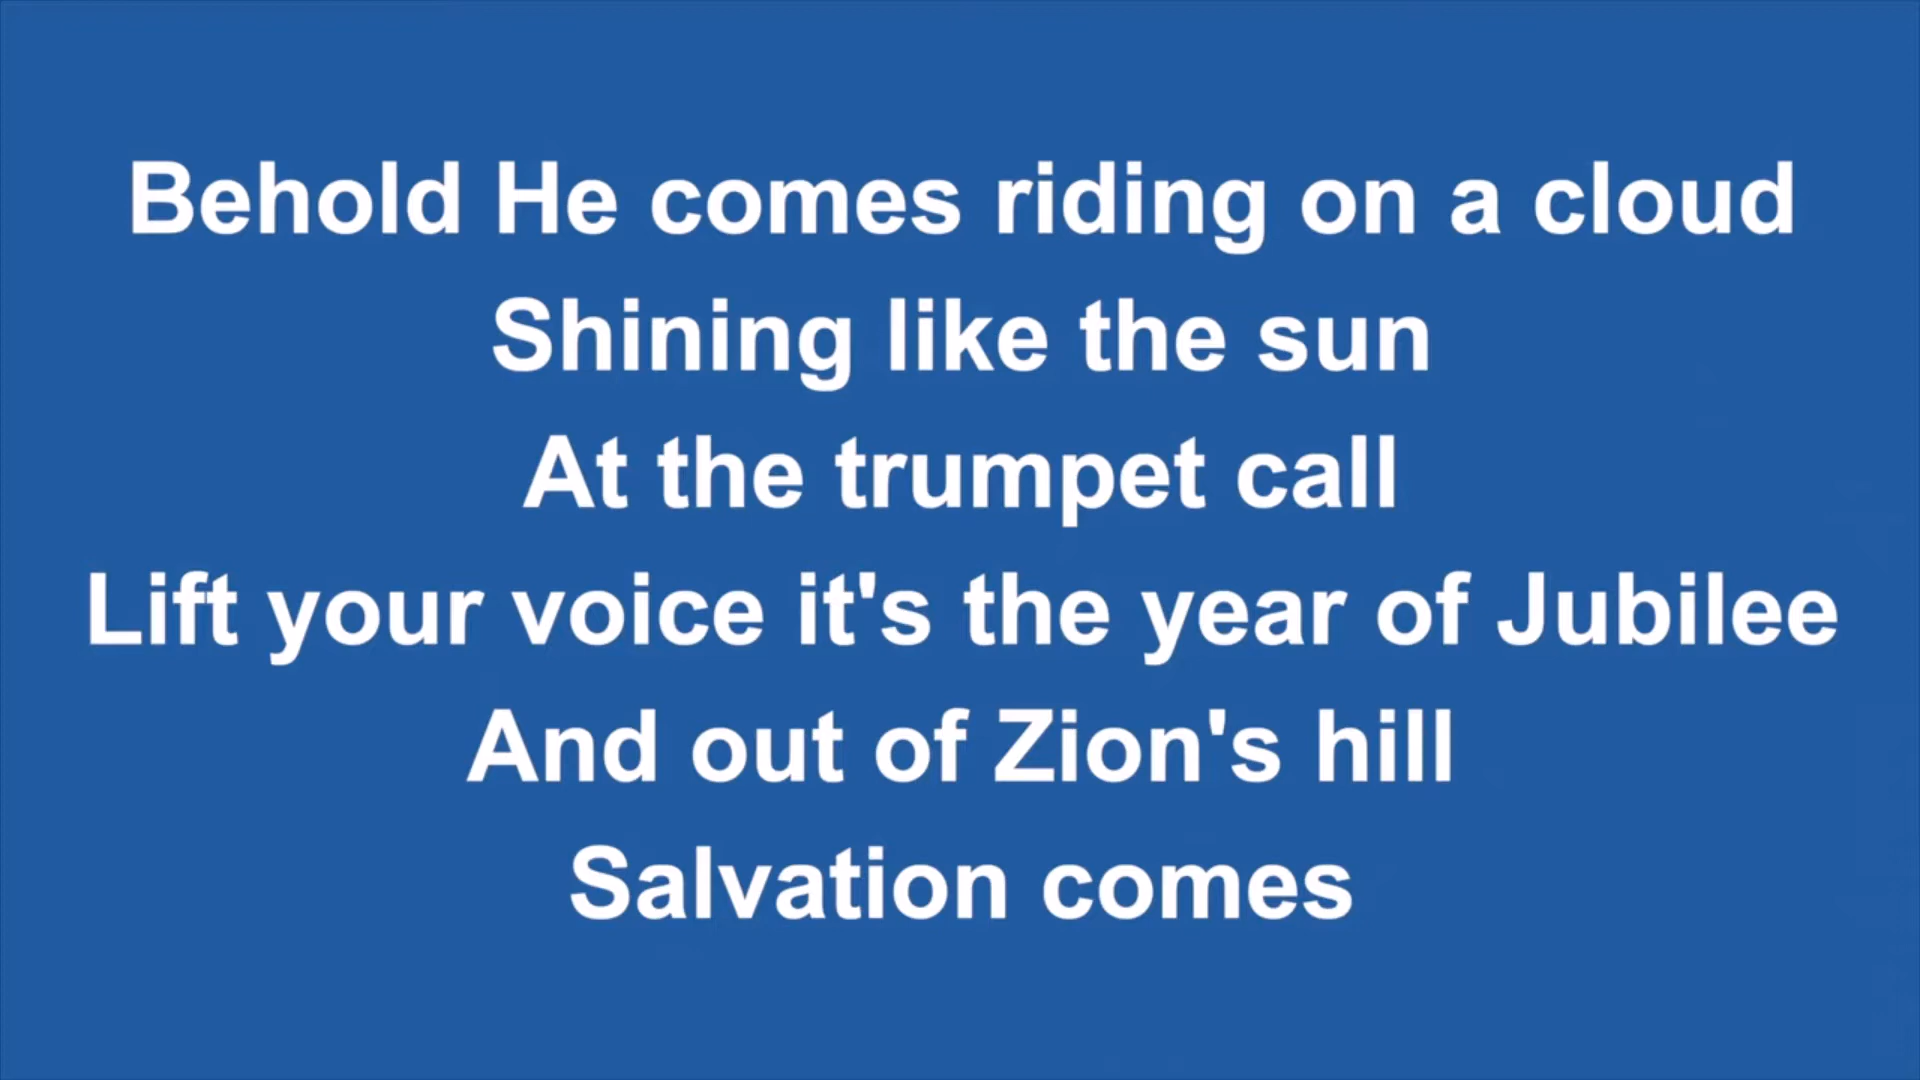 Behold He comes riding on a cloud
Shining like the sun
At the trumpet call
Lift your voice it's the year of Jubilee
And out of Zion's hill
Salvation comes